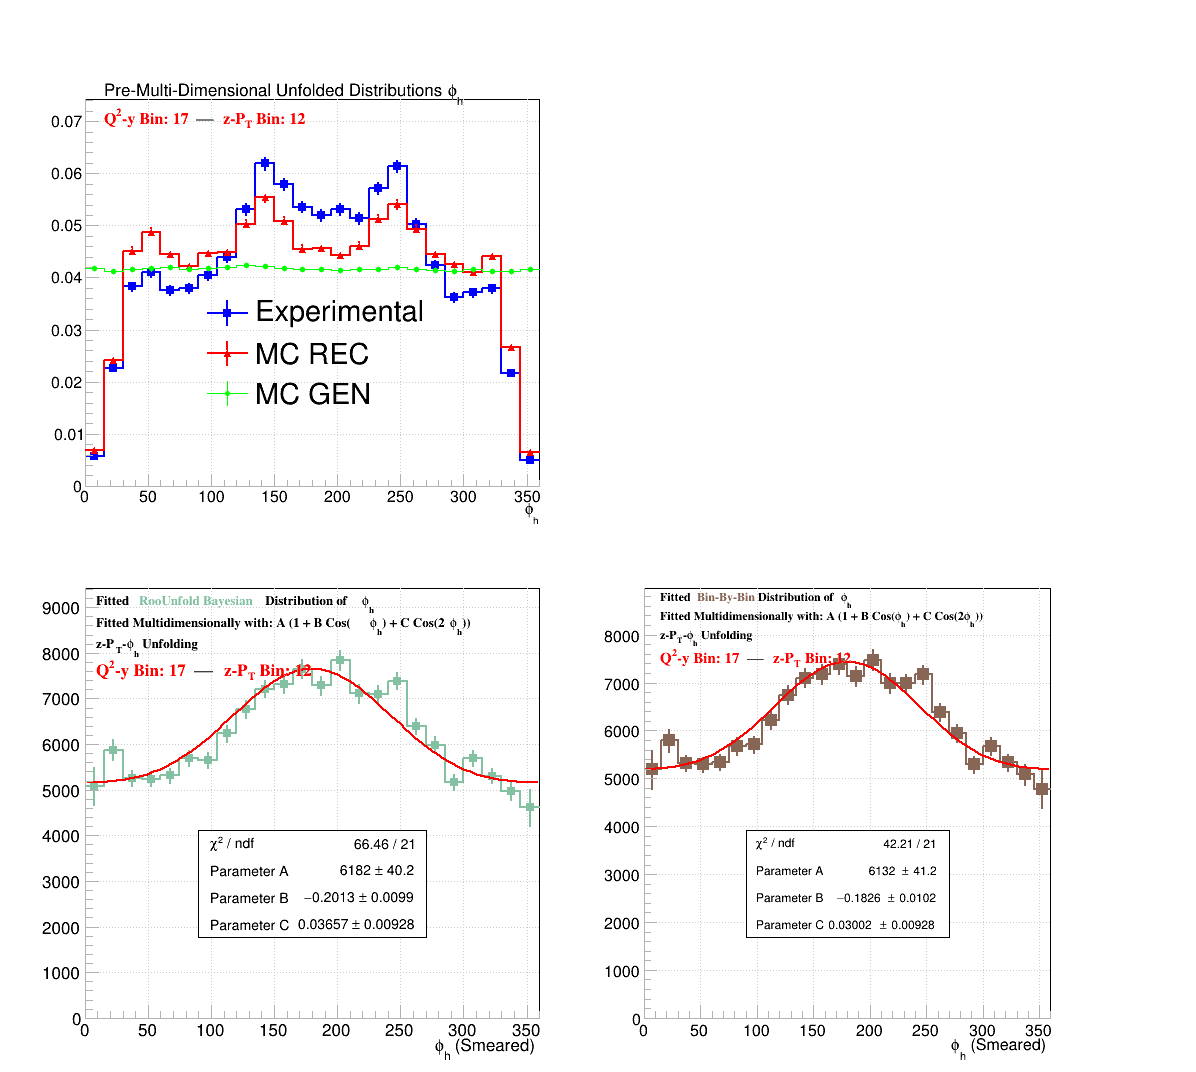 Pre-Multi-Dimensional Unfolded Distributions ϕh
Q²-y Bin: 17 — z-PT Bin: 12
0.07
0.06
0.05
0.04
0.03
0.02
0.01
0
Experimental
MC REC
MC GEN
0 50 100 150 200 250 300 350
ϕh
Fitted RooUnfold Bayesian Distribution of ϕh
Fitted Multidimensionally with: A (1 + B Cos( ϕh) + C Cos(2 ϕh))
z-PT-ϕh Unfolding
Q²-y Bin: 17 — z-PT Bin: 12
9000
8000
7000
6000
5000
4000
3000
2000
1000
0
χ² / ndf 66.46 / 21
Parameter A 6182 ± 40.2
Parameter B −0.2013 ± 0.0099
Parameter C 0.03657 ± 0.00928
0 50 100 150 200 250 300 350
ϕh (Smeared)
Fitted Bin-By-Bin Distribution of ϕh
Fitted Multidimensionally with: A (1 + B Cos(ϕh) + C Cos(2ϕh))
z-PT-ϕh Unfolding
Q²-y Bin: 17 — z-PT Bin: 12
8000
7000
6000
5000
4000
3000
2000
1000
0
χ² / ndf 42.21 / 21
Parameter A 6132 ± 41.2
Parameter B −0.1826 ± 0.0102
Parameter C 0.03002 ± 0.00928
0 50 100 150 200 250 300 350
ϕh (Smeared)